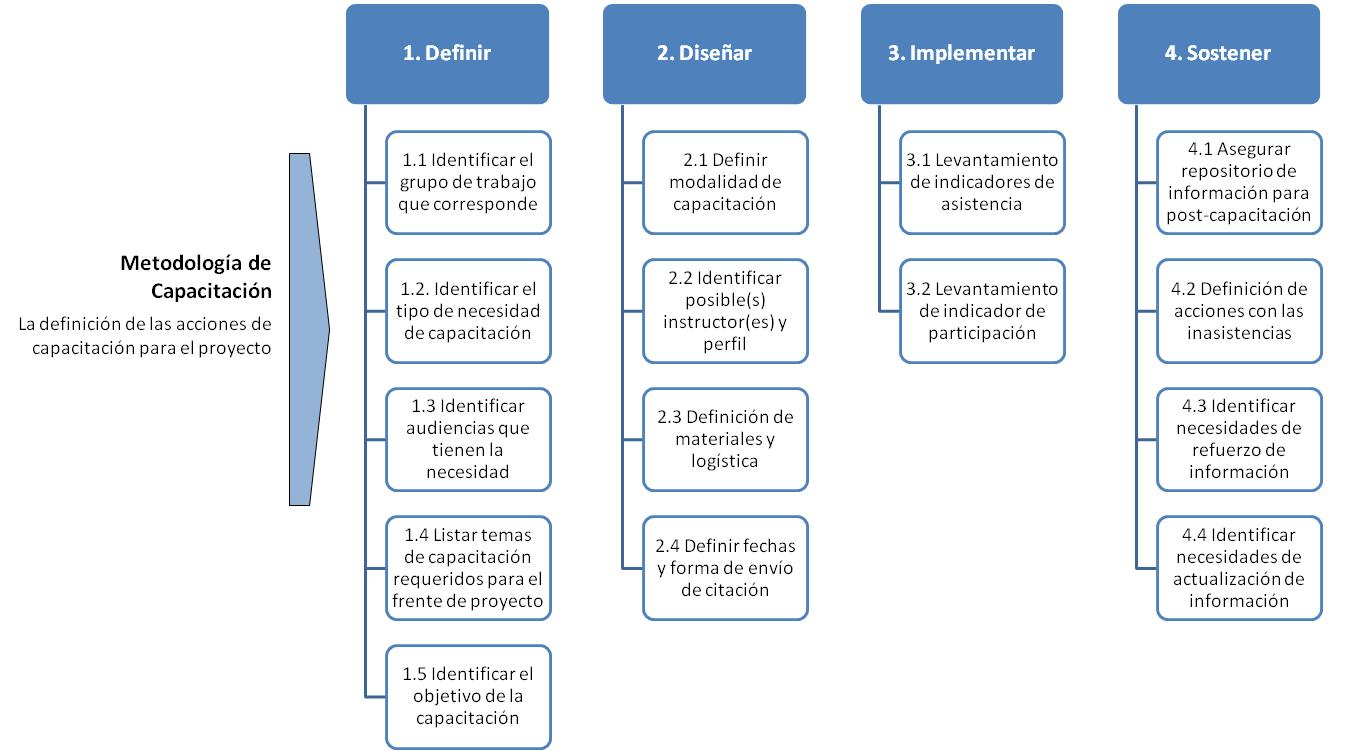 Metodología de
Capacitación
La definición de las acciones de
capacitación para el proyecto
1. Definir
1.1 Identificar el
grupo de trabajo
que corresponde
1.2. Identificar el
tipo de necesidad
de capacitación
1.3 Identificar
audiencias que
tienen la
necesidad
1.4 Listar temas
de capacitación
requeridos para el
frente de proyecto
1.5 Identificar el
objetivo de la
capacitación
2. Diseñar
2.1 Definir
modalidad de
capacitación
2.2 Identificar
posible(s)
instructor(es) y
perfil
2.3 Definición de
materiales y
logística
2.4 Definir fechas
y forma de envío
de citación
3. Implementar
3.1 Levantamiento
de indicadores de
asistencia
3.2 Levantamiento
de indicador de
participación
4. Sostener
4.1 Asegurar
repositorio de
información para
post-capacitación
4.2 Definición de
acciones con las
inasistencias
4.3 Identificar
necesidades de
refuerzo de
información
4.4 Identificar
necesidades de
actualización de
información